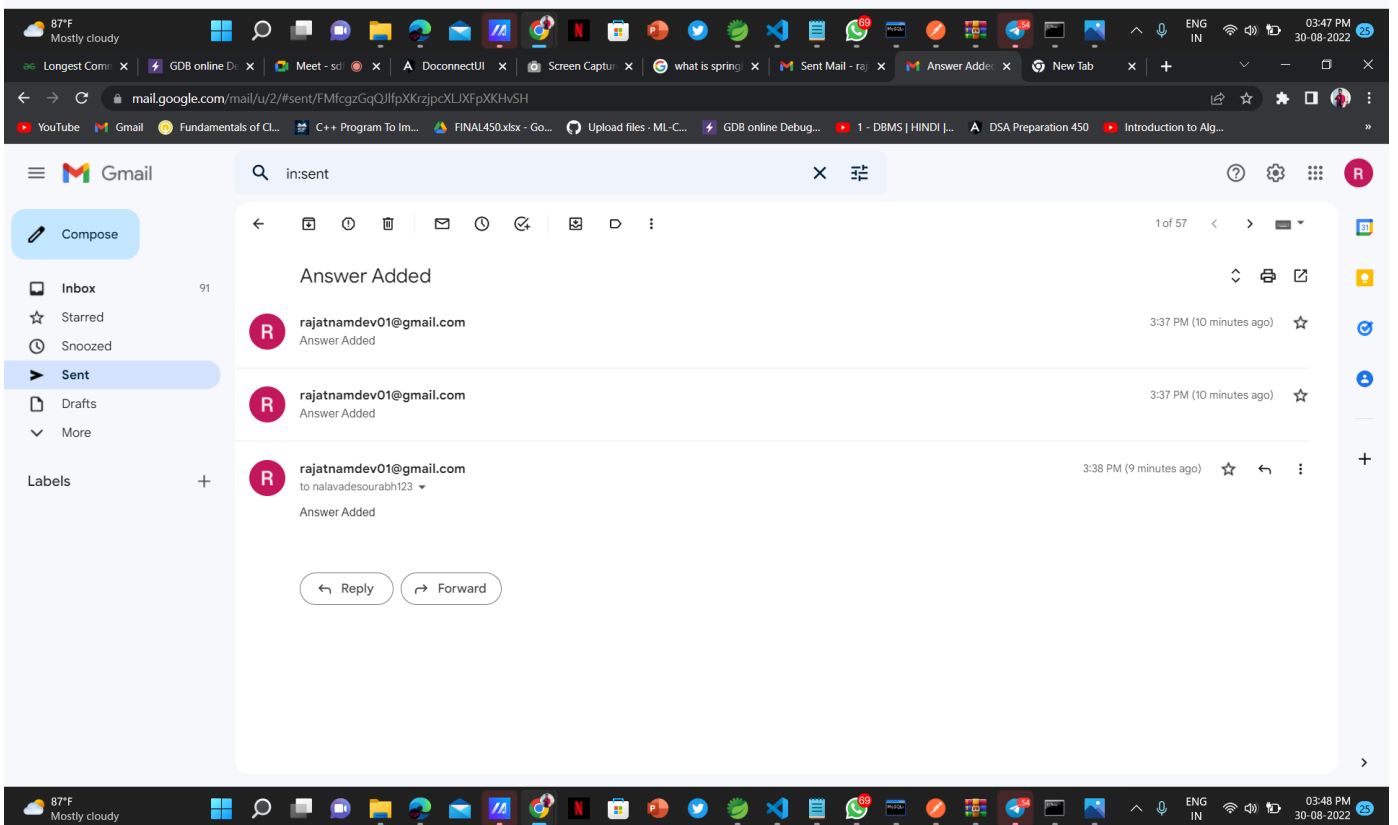 87°F
Mostly cloudy
69
54
ENG
IN
03:47 PM
30-08-2022
25
Longest Comr
GDB online De
Meet - sd
DoconnectUI
Screen Captur
what is spring
Sent Mail - raj
Answer Added
New Tab
mail.google.com/mail/u/2/#sent/FMfcgzGqQJlfpXKrzjpcXLJXFpXKHvSH
YouTube
Gmail
Fundamentals of Cl...
C++ Program To Im...
FINAL450.xlsx - Go...
Upload files · ML-C...
GDB online Debug...
1 - DBMS | HINDI |...
DSA Preparation 450
Introduction to Alg...
»
Gmail
in:sent
R
Compose
1 of 57
31
Answer Added
Inbox 91
Starred
Snoozed
Sent
Drafts
More
Labels
R
rajatnamdev01@gmail.com
3:37 PM (10 minutes ago)
Answer Added
R
rajatnamdev01@gmail.com
3:37 PM (10 minutes ago)
Answer Added
R
rajatnamdev01@gmail.com
3:38 PM (9 minutes ago)
to nalavadesourabh123
Answer Added
Reply
Forward
87°F
Mostly cloudy
69
54
ENG
IN
03:48 PM
30-08-2022
25